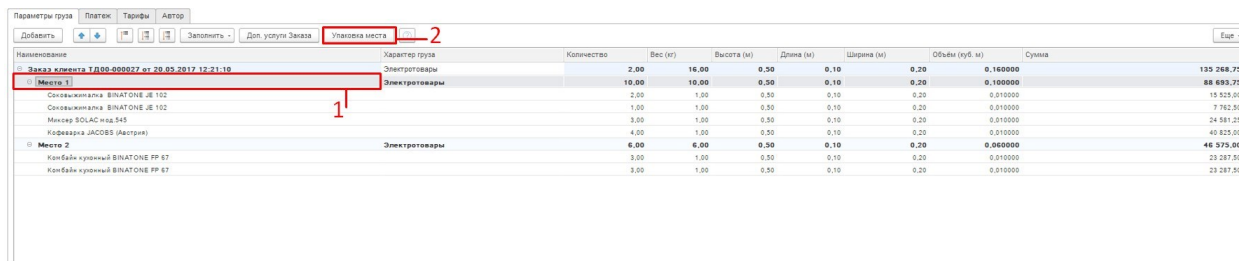 Параметры груза Платеж Тарифы Автор
Добавить Заполнить Доп. услуги Заказа Упаковка места ? 2 Еще
Наименование Характер груза Количество Вес (кг) Высота (м) Длина (м) Ширина (м) Объём (куб. м) Сумма
Заказ клиента ТД00-000027 от 20.05.2017 12:21:10 Электротовары 2,00 16,00 0,50 0,10 0,20 0,160000 135 268,75
Место 1 Электротовары 10,00 10,00 0,50 0,10 0,20 0,100000 88 693,75
Соковыжималка BINATONE JE 102 2,00 1,00 0,50 0,10 0,20 0,010000 15 525,00
1
Соковыжималка BINATONE JE 102 1,00 1,00 0,50 0,10 0,20 0,010000 7 762,50
Миксер SOLAC мод.545 3,00 1,00 0,50 0,10 0,20 0,010000 24 581,25
Кофеварка JACOBS (Австрия) 4,00 1,00 0,50 0,10 0,20 0,010000 40 825,00
Место 2 Электротовары 6,00 6,00 0,50 0,10 0,20 0,060000 46 575,00
Комбайн кухонный BINATONE FP 67 3,00 1,00 0,50 0,10 0,20 0,010000 23 287,50
Комбайн кухонный BINATONE FP 67 3,00 1,00 0,50 0,10 0,20 0,010000 23 287,50